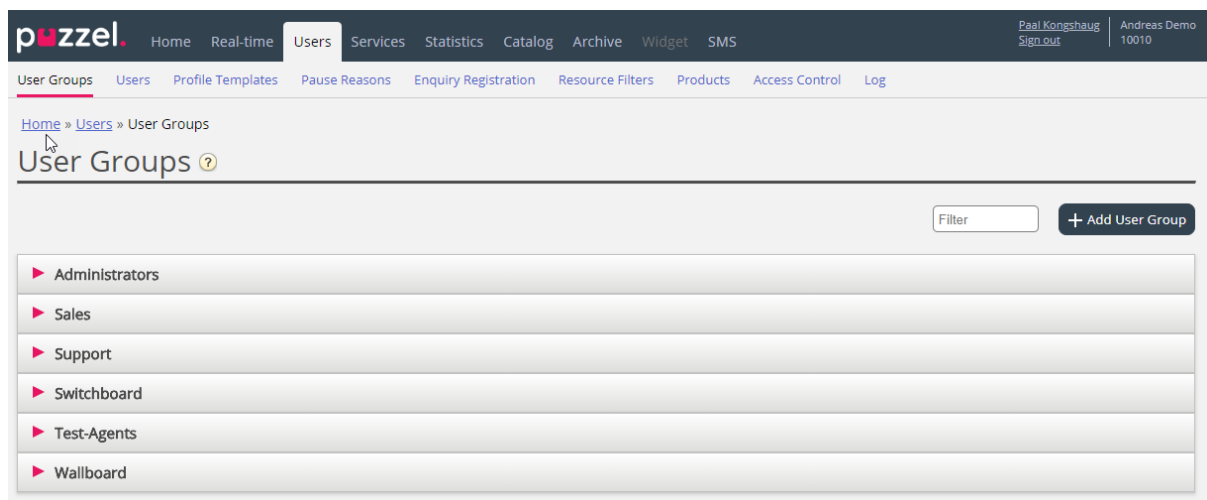 puzzel. Home Real-time Users Services Statistics Catalog Archive Widget SMS Paal Kongshaug Andreas Demo
Sign out 10010
User Groups Users Profile Templates Pause Reasons Enquiry Registration Resource Filters Products Access Control Log
Home » Users » User Groups
User Groups ?
Filter + Add User Group
Administrators
Sales
Support
Switchboard
Test-Agents
Wallboard